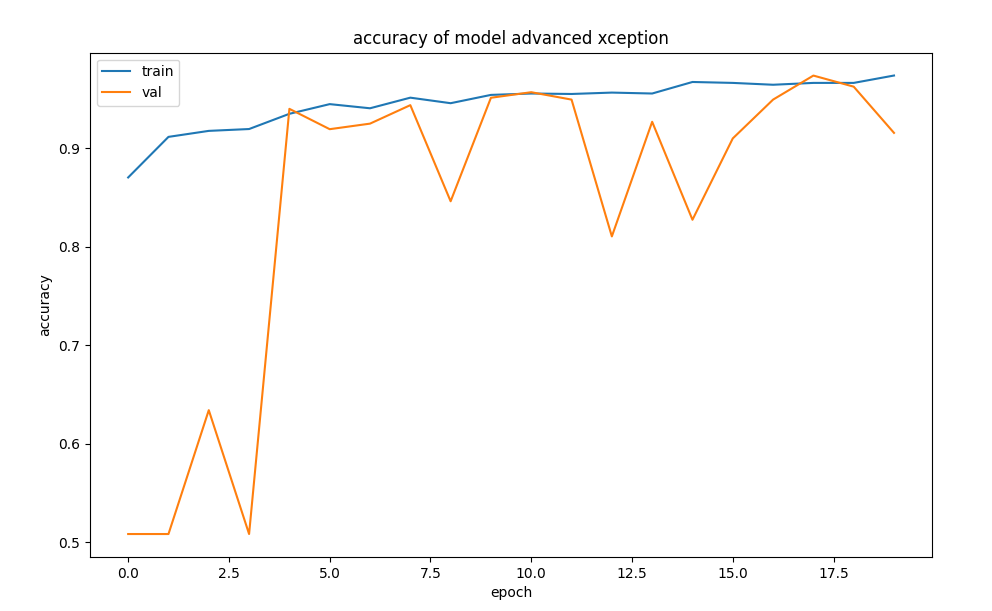 accuracy of model advanced xception
train
val
0.9
0.8
0.7
0.6
0.5
accuracy
0.0 2.5 5.0 7.5 10.0 12.5 15.0 17.5
epoch